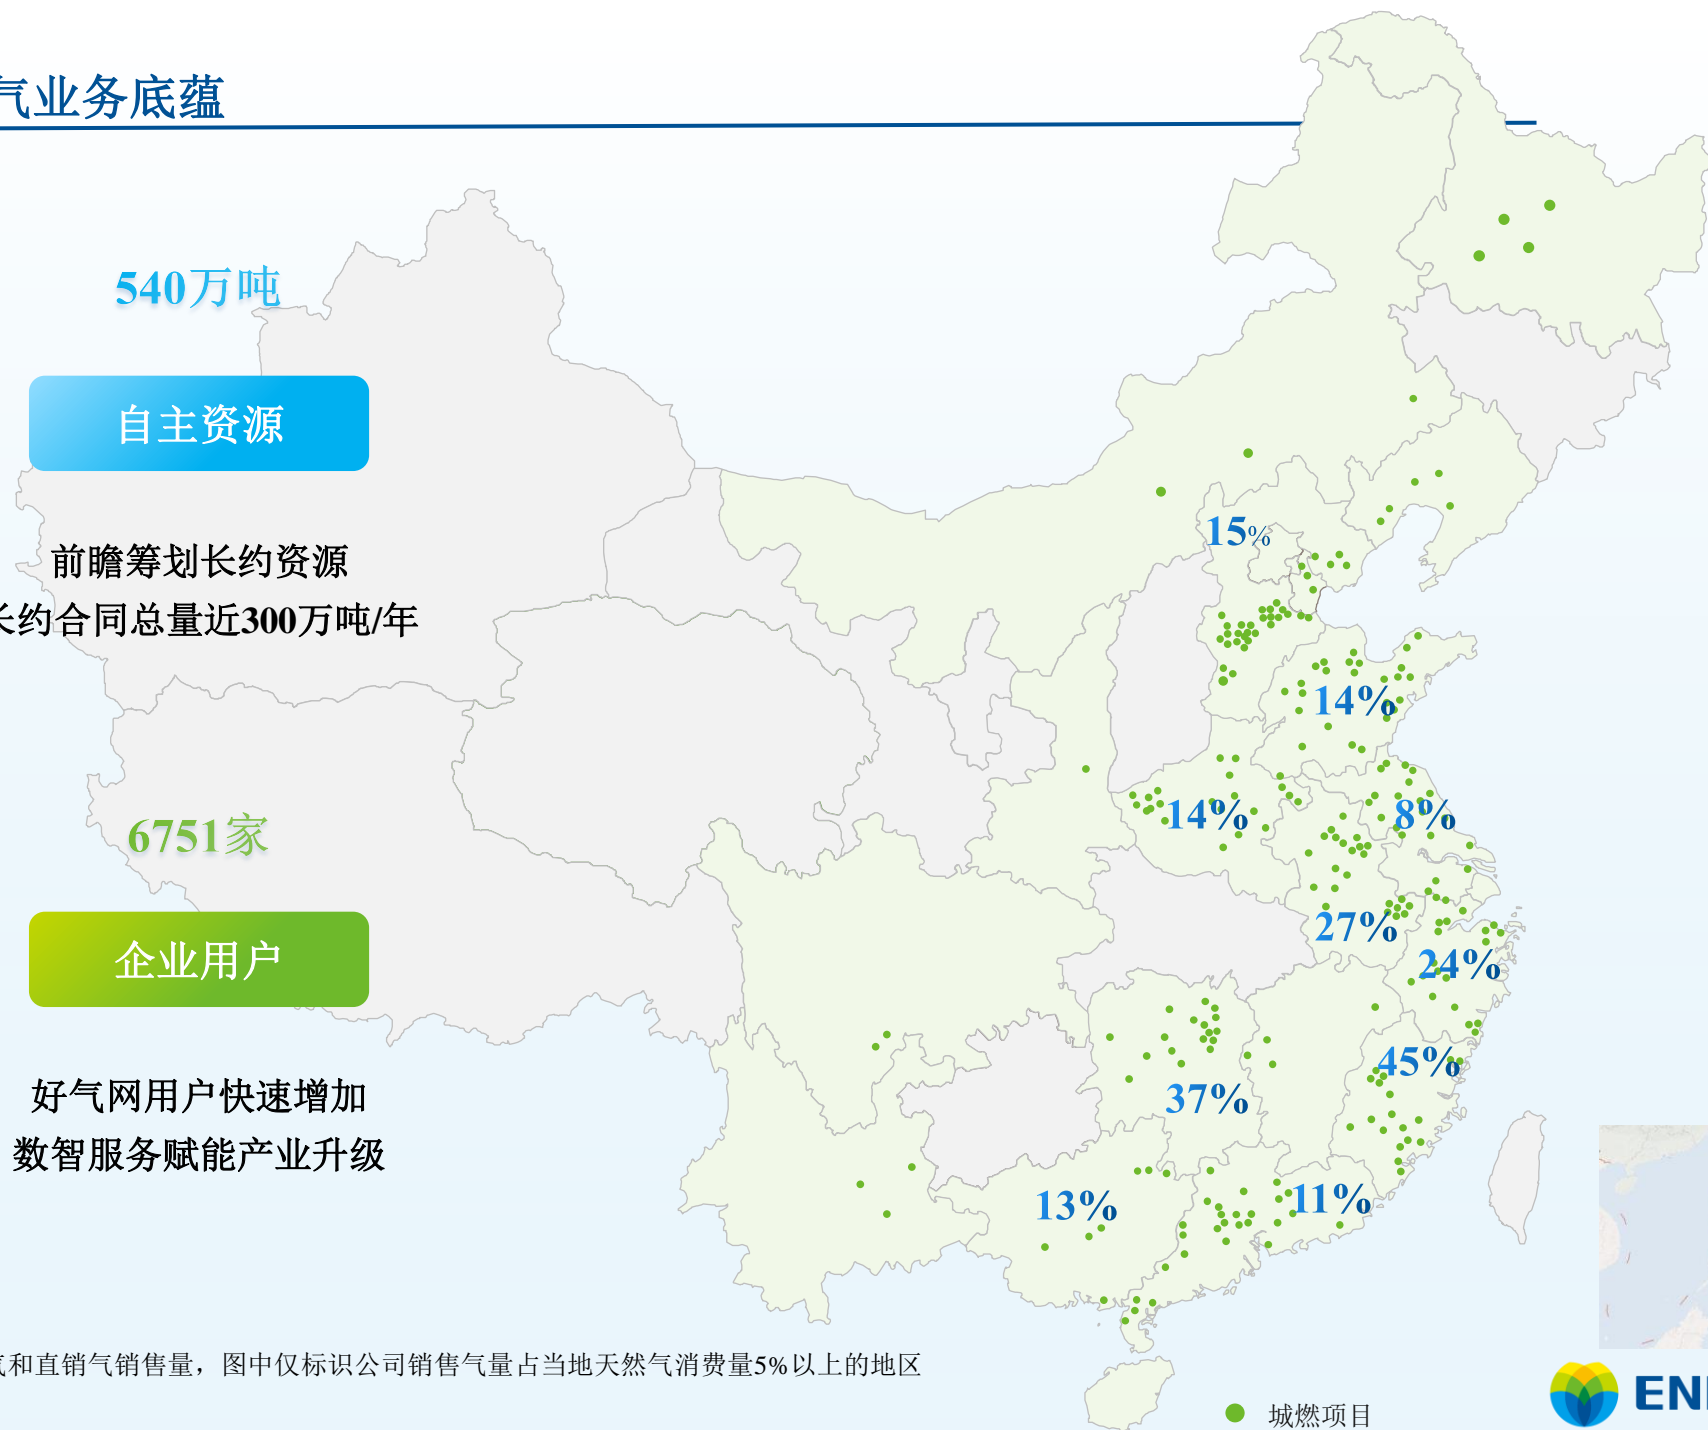 气业务底蕴
540万吨
自主资源
前瞻筹划长约资源
长约合同总量近300万吨/年
6751家
企业用户
好气网用户快速增加
数智服务赋能产业升级
15%
14%
14%
8%
27%
24%
45%
37%
13%
11%
气和直销气销售量，图中仅标识公司销售气量占当地天然气消费量5%以上的地区
城燃项目
EN